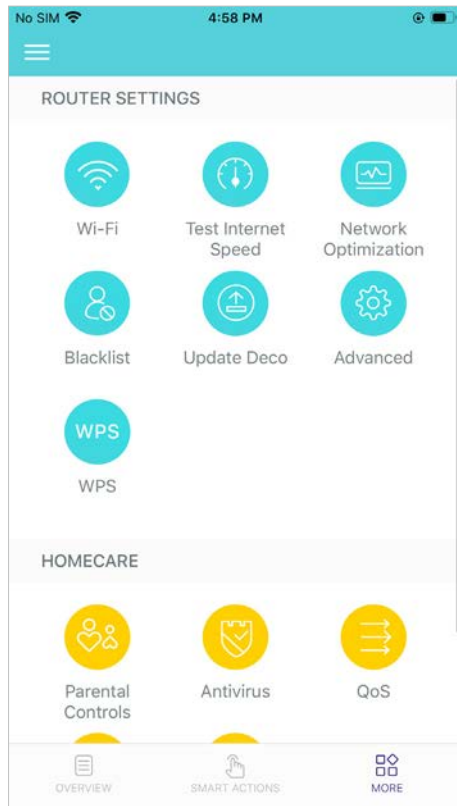 No SIM 4:58 PM
ROUTER SETTINGS
Wi-Fi
Test Internet
Speed
Network
Optimization
Blacklist
Update Deco
Advanced
WPS
WPS
HOMECARE
Parental
Controls
Antivirus
QoS
OVERVIEW
SMART ACTIONS
MORE